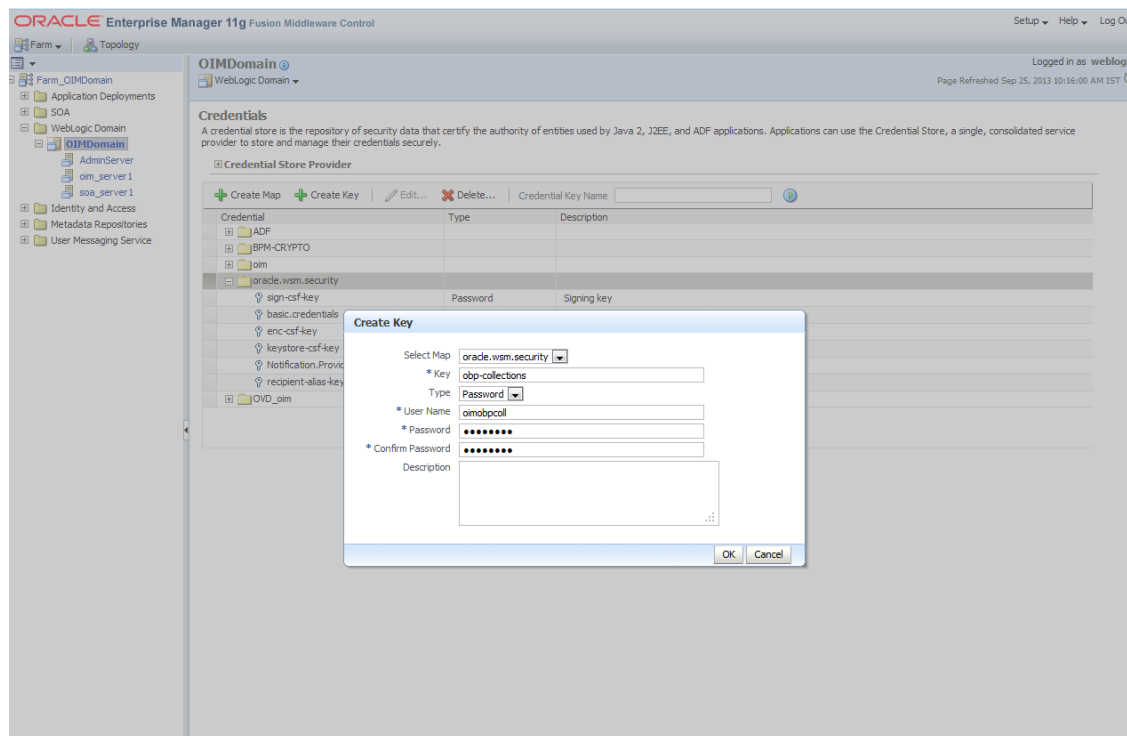 ORACLE Enterprise Manager 11g Fusion Middleware Control
Setup Help Log
Farm Topology
Farm_OIMDomain
Application Deployments
SOA
WebLogic Domain
OIMDomain
AdminServer
oim_server1
soa_server1
Identity and Access
Metadata Repositories
User Messaging Service
OIMDomain
Logged in as weblog
WebLogic Domain
Page Refreshed Sep 25, 2013 10:16:00 AM IST
Credentials
A credential store is the repository of security data that certify the authority of entities used by Java 2, J2EE, and ADF applications. Applications can use the Credential Store, a single, consolidated service
provider to store and manage their credentials securely.
Credential Store Provider
Create Map Create Key Edit... Delete... Credential Key Name
Credential Type Description
ADF
BPM-CRYPTO
oim
oracle.wsm.security
sign-csf-key Password Signing key
basic.credentials
enc-csf-key
keystore-csf-key
Notification.Provic
recipient-alias-key
OVD_oim
Create Key
Select Map oracle.wsm.security
* Key obp-collections
Type Password
* User Name oimobpcoll
* Password ••••••••
* Confirm Password ••••••••
Description
OK Cancel